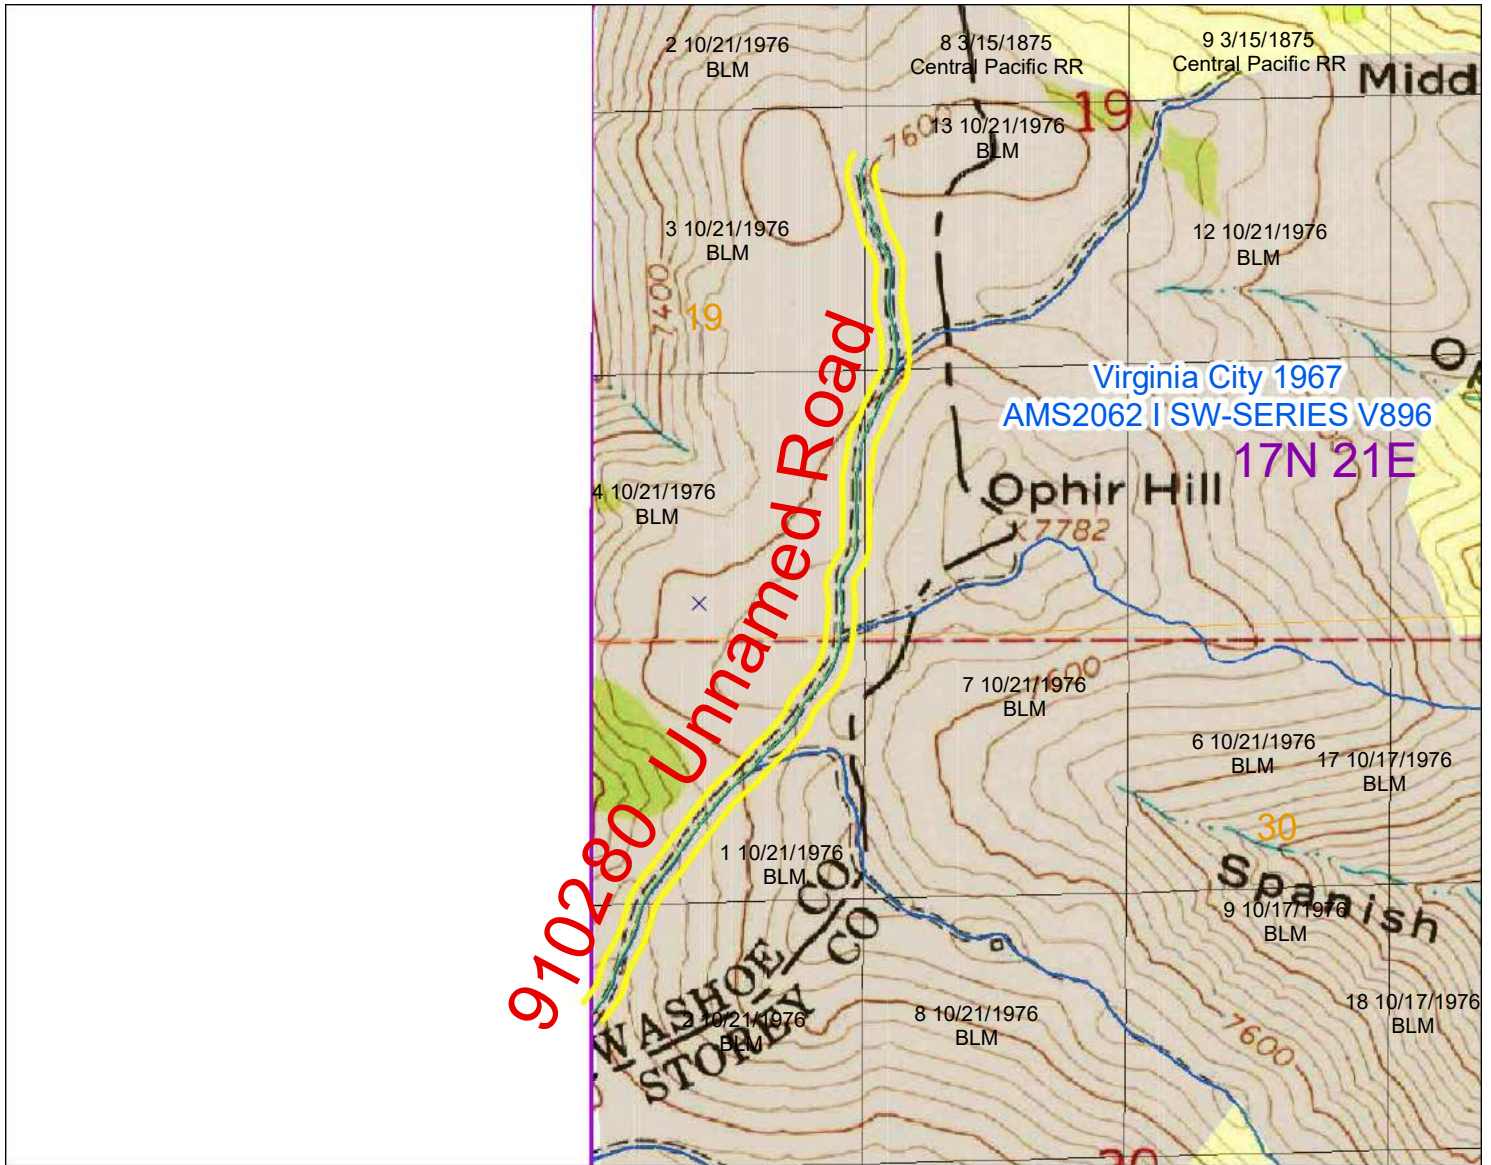 2 10/21/1976
BLM
8 3/15/1875
Central Pacific RR
9 3/15/1875
Central Pacific RR
Midd
19
7600
13 10/21/1976
BLM
3 10/21/1976
BLM
12 10/21/1976
BLM
7400
19
Virginia City 1967
AMS2062 I SW-SERIES V896
17N 21E
4 10/21/1976
BLM
Ophir Hill
7782
910280 Unnamed Road
7 10/21/1976
BLM
6 10/21/1976
BLM
17 10/17/1976
BLM
30
1 10/21/1976
BLM
Spanish
9 10/17/1976
BLM
WASHOE CO
STOREY CO
2 10/21/1976
BLM
8 10/21/1976
BLM
18 10/17/1976
BLM
7600